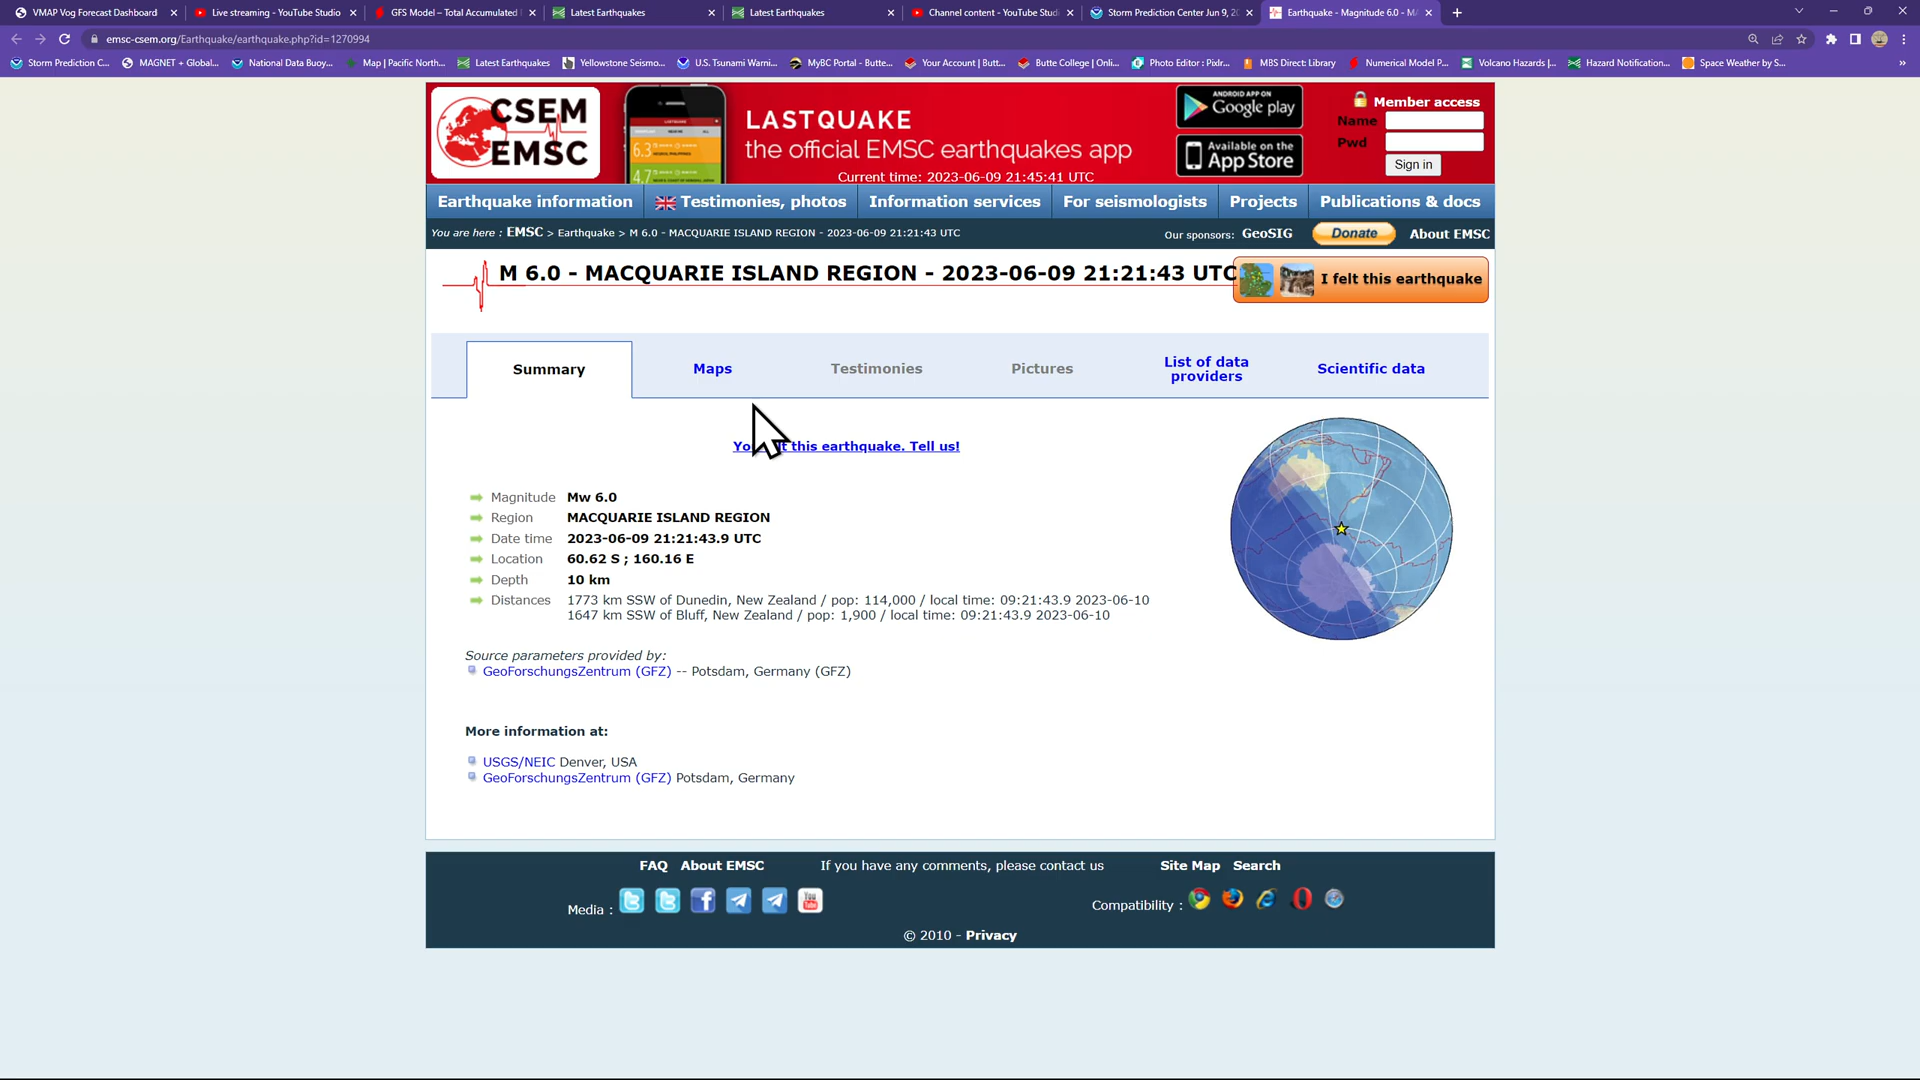 VMAP Vog Forecast Dashboard
Live streaming - YouTube Studio
GFS Model – Total Accumulated
Latest Earthquakes
Latest Earthquakes
Channel content - YouTube Studi
Storm Prediction Center Jun 9, 20
Earthquake - Magnitude 6.0 - M
emsc-csem.org/Earthquake/earthquake.php?id=1270994
Storm Prediction C...
MAGNET + Global...
National Data Buoy...
Map | Pacific North...
Latest Earthquakes
Yellowstone Seismo...
U.S. Tsunami Warni...
MyBC Portal - Butte...
Your Account | Butt...
Butte College | Onli...
Photo Editor : Pixlr...
MBS Direct Library
Numerical Model P...
Volcano Hazards |...
Hazard Notification...
Space Weather by S...
»
CSEM
EMSC
LASTQUAKE
the official EMSC earthquakes app
Current time: 2023-06-09 21:45:41 UTC
LASTQUAKE
6.3
4.7
ANDROID APP ON
Google play
Available on the
App Store
Member access
Name
Pwd
Sign in
Earthquake information
Testimonies, photos
Information services
For seismologists
Projects
Publications & docs
You are here : EMSC > Earthquake > M 6.0 - MACQUARIE ISLAND REGION - 2023-06-09 21:21:43 UTC
Our sponsors: GeoSIG
Donate
About EMSC
M 6.0 - MACQUARIE ISLAND REGION - 2023-06-09 21:21:43 UTC
I felt this earthquake
Summary
Maps
Testimonies
Pictures
List of data
providers
Scientific data
this earthquake. Tell us!
Magnitude Mw 6.0
Region MACQUARIE ISLAND REGION
Date time 2023-06-09 21:21:43.9 UTC
Location 60.62 S ; 160.16 E
Depth 10 km
Distances 1773 km SSW of Dunedin, New Zealand / pop: 114,000 / local time: 09:21:43.9 2023-06-10
1647 km SSW of Bluff, New Zealand / pop: 1,900 / local time: 09:21:43.9 2023-06-10
Source parameters provided by:
GeoForschungsZentrum (GFZ) -- Potsdam, Germany (GFZ)
More information at:
USGS/NEIC Denver, USA
GeoForschungsZentrum (GFZ) Potsdam, Germany
FAQ About EMSC
If you have any comments, please contact us
Site Map Search
Media :
You Tube
Compatibility :
© 2010 - Privacy